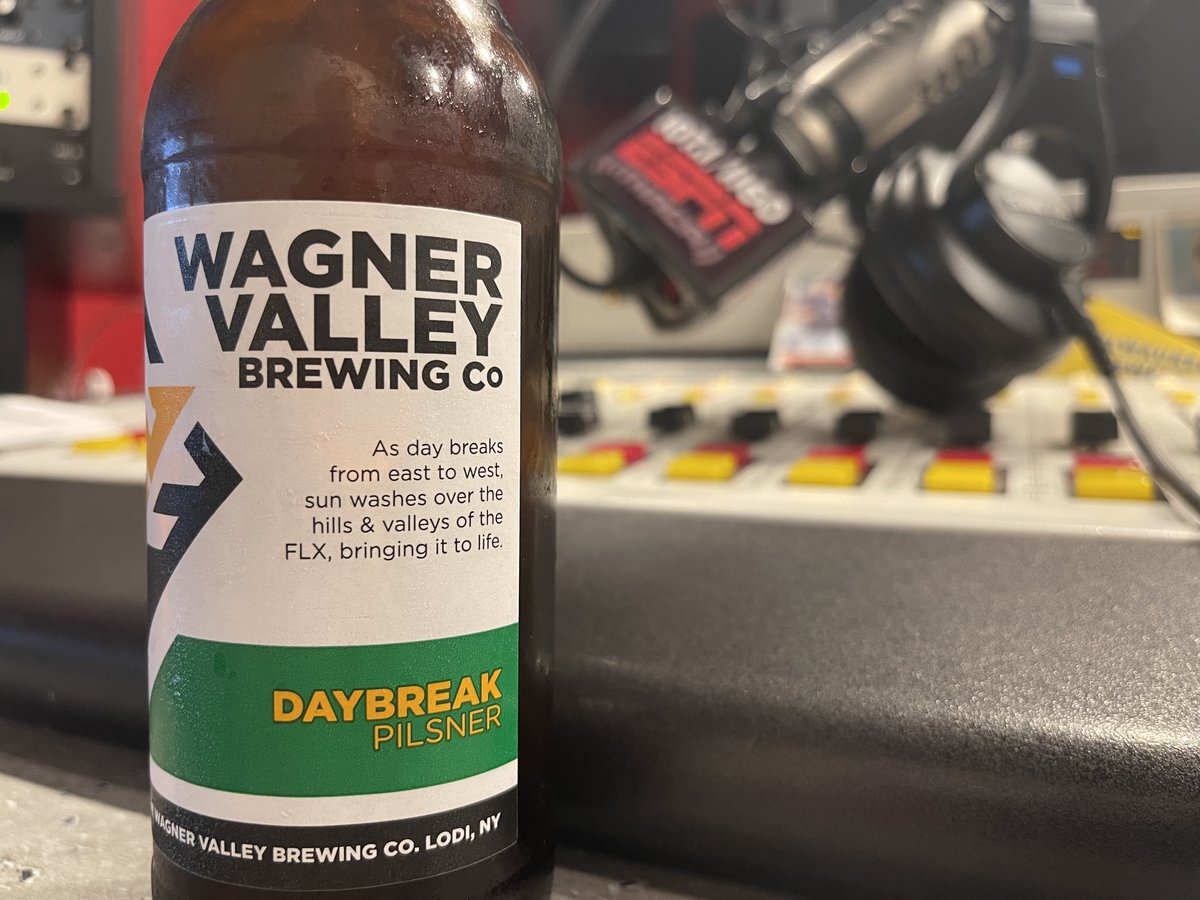 WAGNER
VALLEY
BREWING Co
As day breaks
from east to west,
sun washes over the
hills & valleys of the
FLX, bringing it to life.
DAYBREAK
PILSNER
WAGNER VALLEY BREWING CO. LODI, NY
ESPN